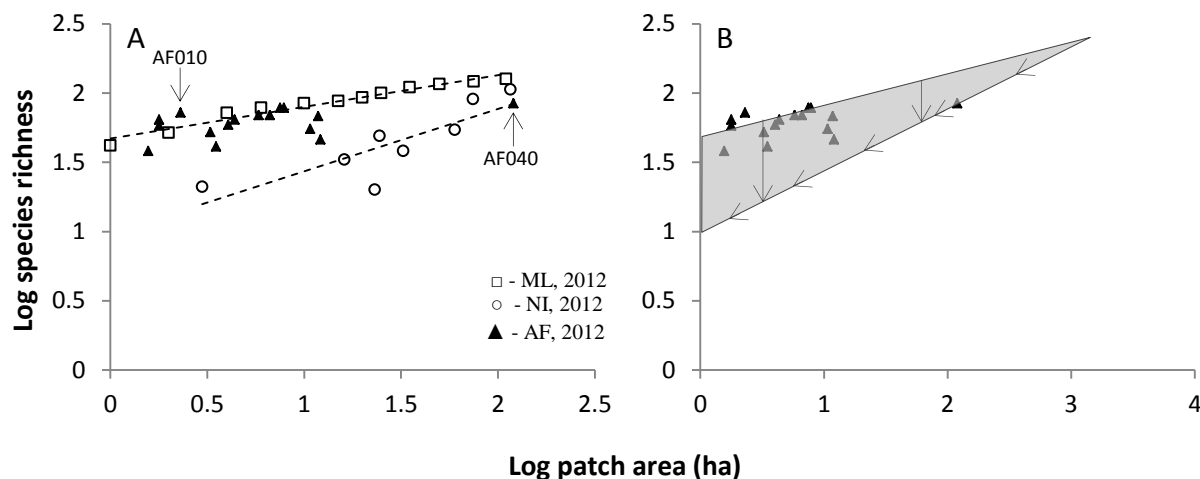 A
B
AF010
AF040
□ - ML, 2012
○ - NI, 2012
▲ - AF, 2012
Log species richness
2.5
2
1.5
1
0.5
0
0 0.5 1 1.5 2 2.5
2.5
2
1.5
1
0.5
0
0 1 2 3 4
Log patch area (ha)